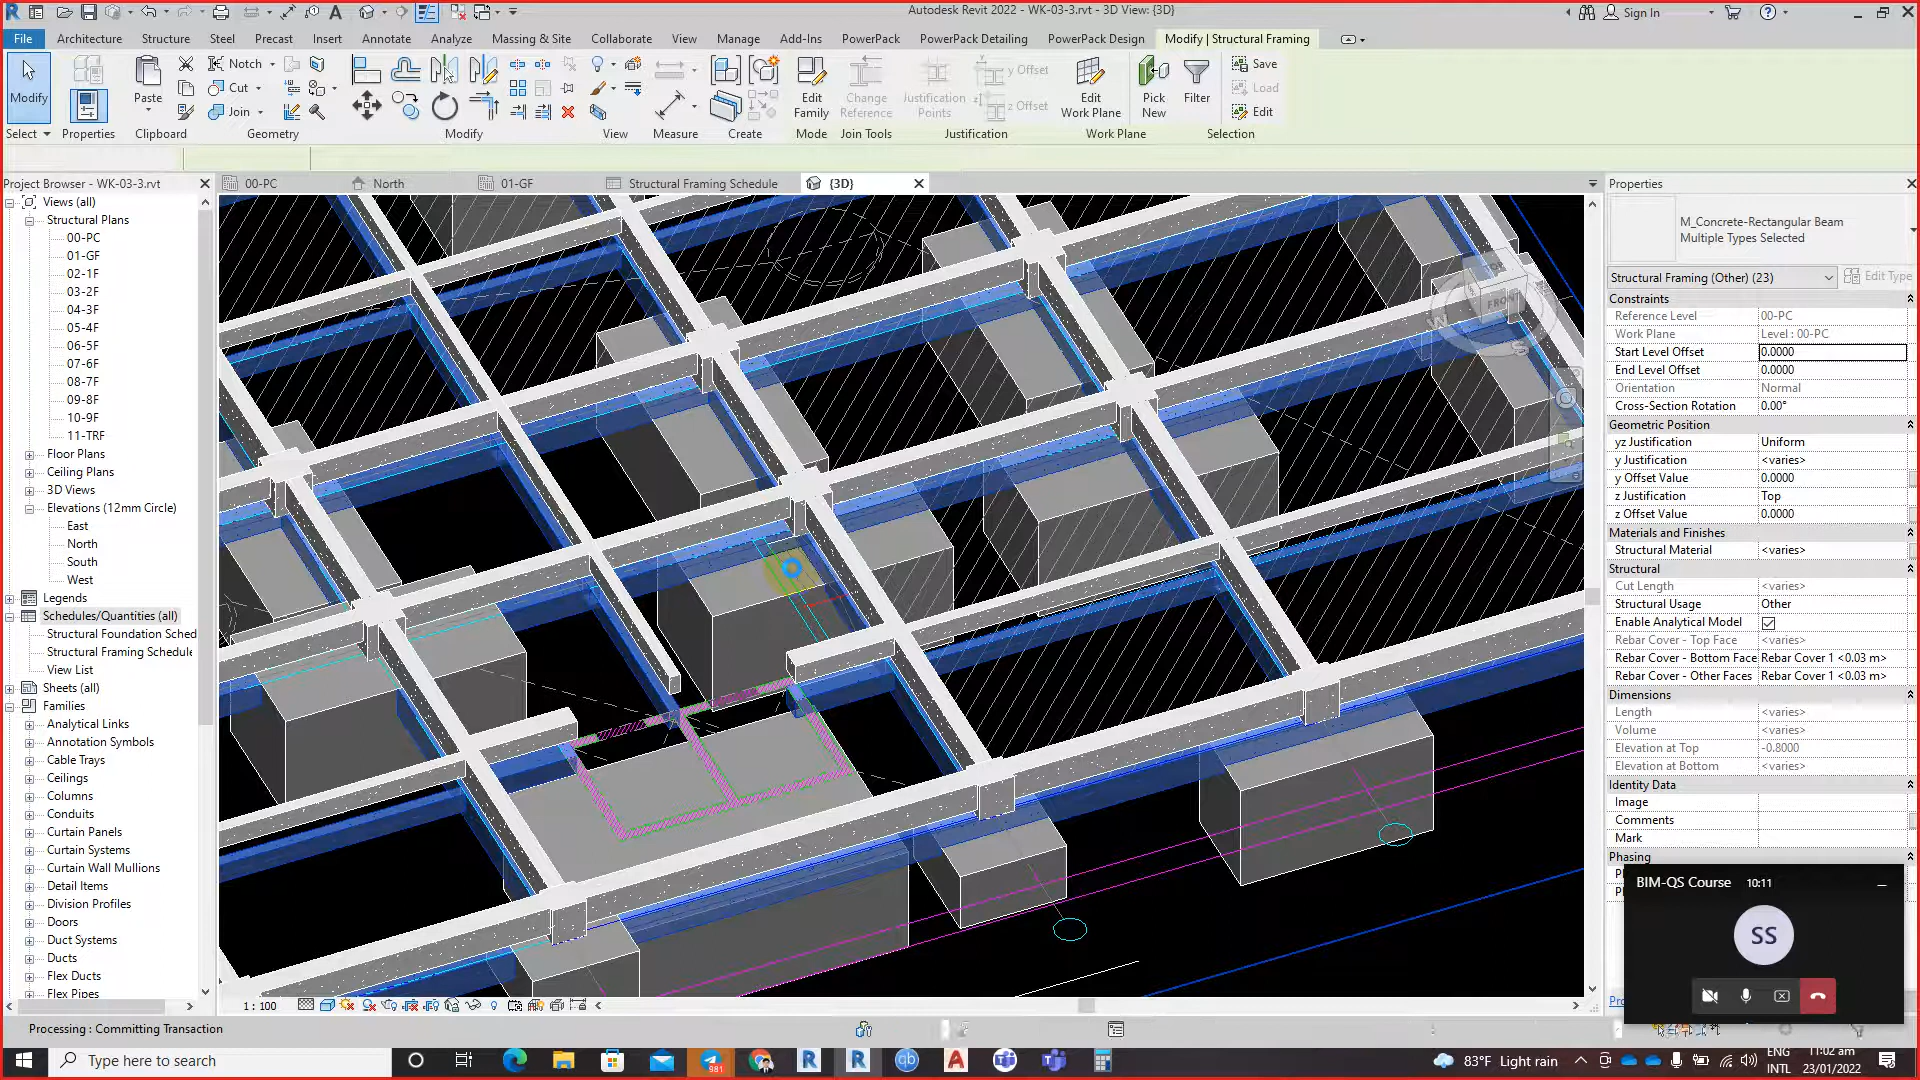 Autodesk Revit 2022 - WK-03-3.rvt - 3D View: {3D}
Sign In
File
Architecture
Structure
Steel
Precast
Insert
Annotate
Analyze
Massing & Site
Collaborate
View
Manage
Add-Ins
PowerPack
PowerPack Detailing
PowerPack Design
Modify | Structural Framing
Modify
Paste
Notch
Cut
Join
Edit Family
Change Reference
Justification Points
y Offset
z Offset
Edit Work Plane
Pick New
Filter
Save
Load
Edit
Select
Properties
Clipboard
Geometry
Modify
View
Measure
Create
Mode
Join Tools
Justification
Work Plane
Selection
Project Browser - WK-03-3.rvt
00-PC
North
01-GF
Structural Framing Schedule
{3D}
Properties
Views (all)
Structural Plans
00-PC
01-GF
02-1F
03-2F
04-3F
05-4F
06-5F
07-6F
08-7F
09-8F
10-9F
11-TRF
Floor Plans
Ceiling Plans
3D Views
Elevations (12mm Circle)
East
North
South
West
Legends
Schedules/Quantities (all)
Structural Foundation Sched
Structural Framing Schedule
View List
Sheets (all)
Families
Analytical Links
Annotation Symbols
Cable Trays
Ceilings
Columns
Conduits
Curtain Panels
Curtain Systems
Curtain Wall Mullions
Detail Items
Division Profiles
Doors
Duct Systems
Ducts
Flex Ducts
Flex Pipes
FRONT
W
S
M_Concrete-Rectangular Beam
Multiple Types Selected
Structural Framing (Other) (23)
Edit Type
Constraints
Reference Level 00-PC
Work Plane Level : 00-PC
Start Level Offset 0.0000
End Level Offset 0.0000
Orientation Normal
Cross-Section Rotation 0.00°
Geometric Position
yz Justification Uniform
y Justification <varies>
y Offset Value 0.0000
z Justification Top
z Offset Value 0.0000
Materials and Finishes
Structural Material <varies>
Structural
Cut Length <varies>
Structural Usage Other
Enable Analytical Model
Rebar Cover - Top Face <varies>
Rebar Cover - Bottom Face Rebar Cover 1 <0.03 m>
Rebar Cover - Other Faces Rebar Cover 1 <0.03 m>
Dimensions
Length <varies>
Volume <varies>
Elevation at Top -0.8000
Elevation at Bottom <varies>
Identity Data
Image
Comments
Mark
Phasing
BIM-QS Course 10:11
SS
1 : 100
Processing : Committing Transaction
Type here to search
981
83°F Light rain
ENG
INTL
11:02 am
23/01/2022